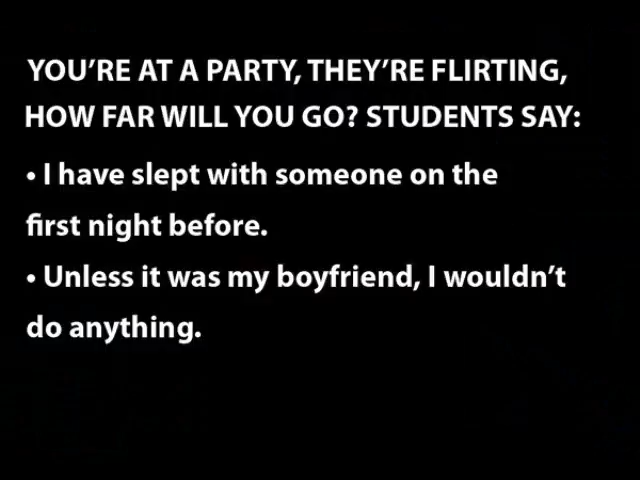 YOU’RE AT A PARTY, THEY’RE FLIRTING,
HOW FAR WILL YOU GO? STUDENTS SAY:
• I have slept with someone on the
first night before.
• Unless it was my boyfriend, I wouldn’t
do anything.